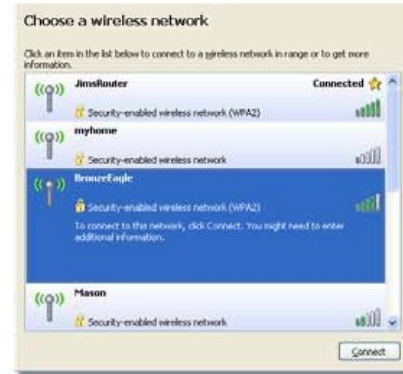 Choose a wireless network
Click an item in the list below to connect to a wireless network in range or to get more
information.
JimsRouter Connected
Security-enabled wireless network (WPA2)
myhome
Security-enabled wireless network
BronzeEagle
Security-enabled wireless network (WPA2)
To connect to this network, click Connect. You might need to enter
additional information.
Mason
Security-enabled wireless network
Connect